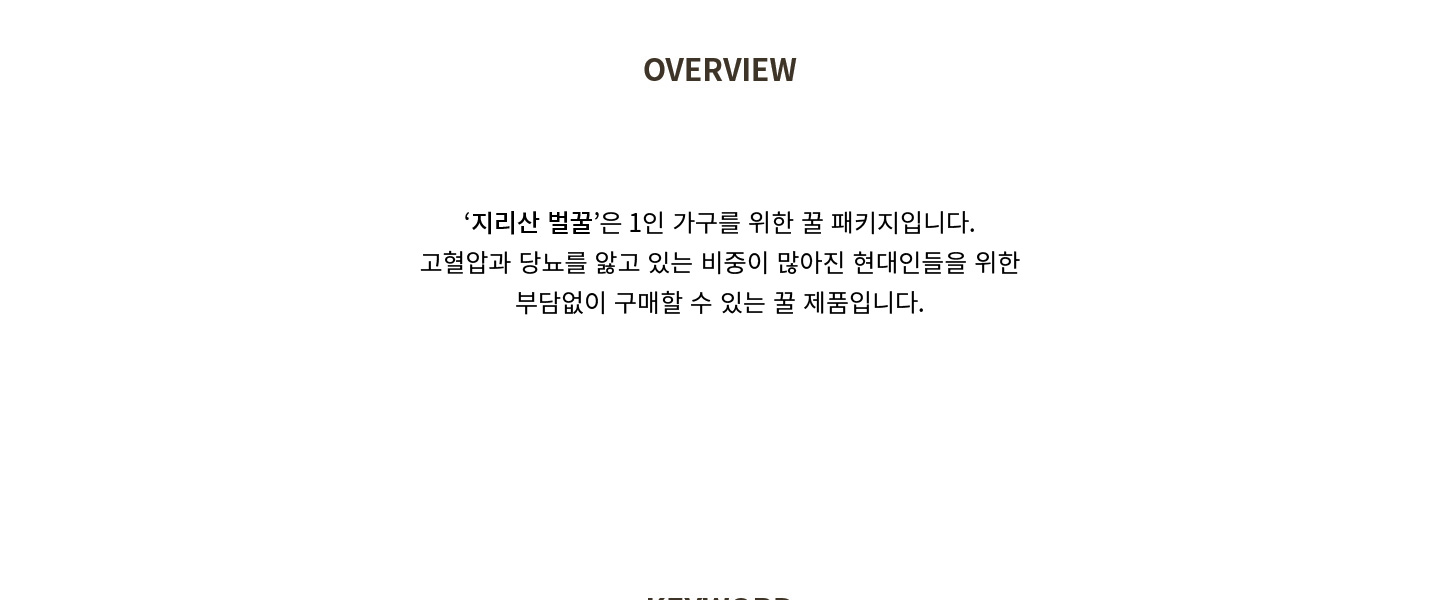 OVERVIEW
‘지리산 벌꿀’은 1인 가구를 위한 꿀 패키지입니다.
고혈압과 당뇨를 앓고 있는 비중이 많아진 현대인들을 위한
부담없이 구매할 수 있는 꿀 제품입니다.
KEYWORD